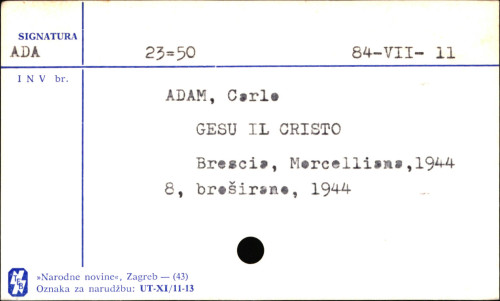 SIGNATURA
ADA 23=50 84-VII- 11
I N V br.
ADAM, Carlo
GESU IL CRISTO
Brescia, Morcelliana,1944
8, broširano, 1944
»Narodne novine«, Zagreb — (43)
Oznaka za narudžbu: UT-XI/11-13